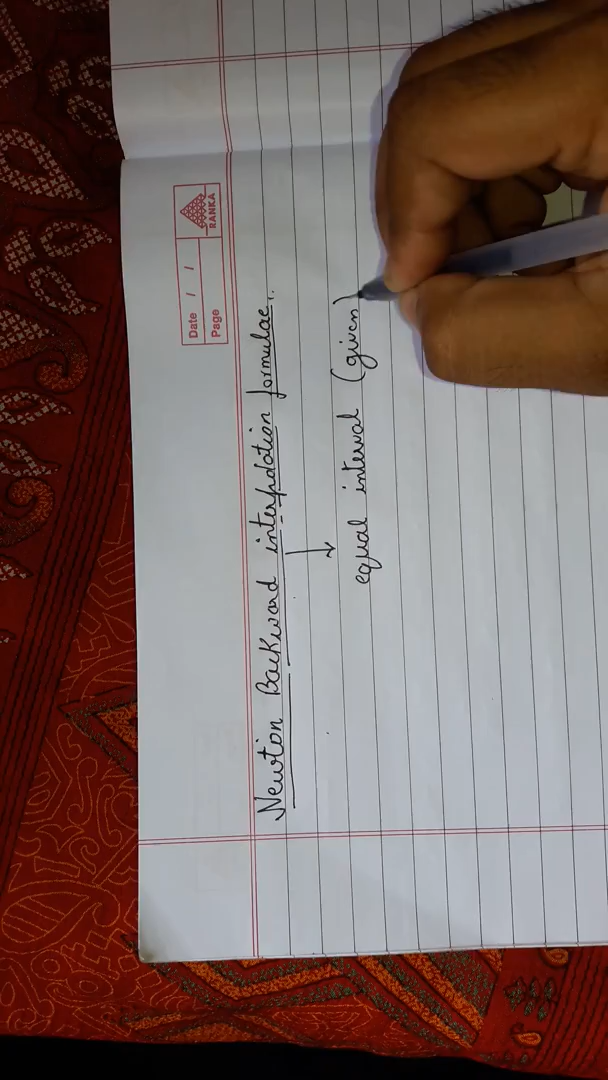 Date / /
Page
RANKA
Newton Backward interpolation formulae:
equal interval (given)